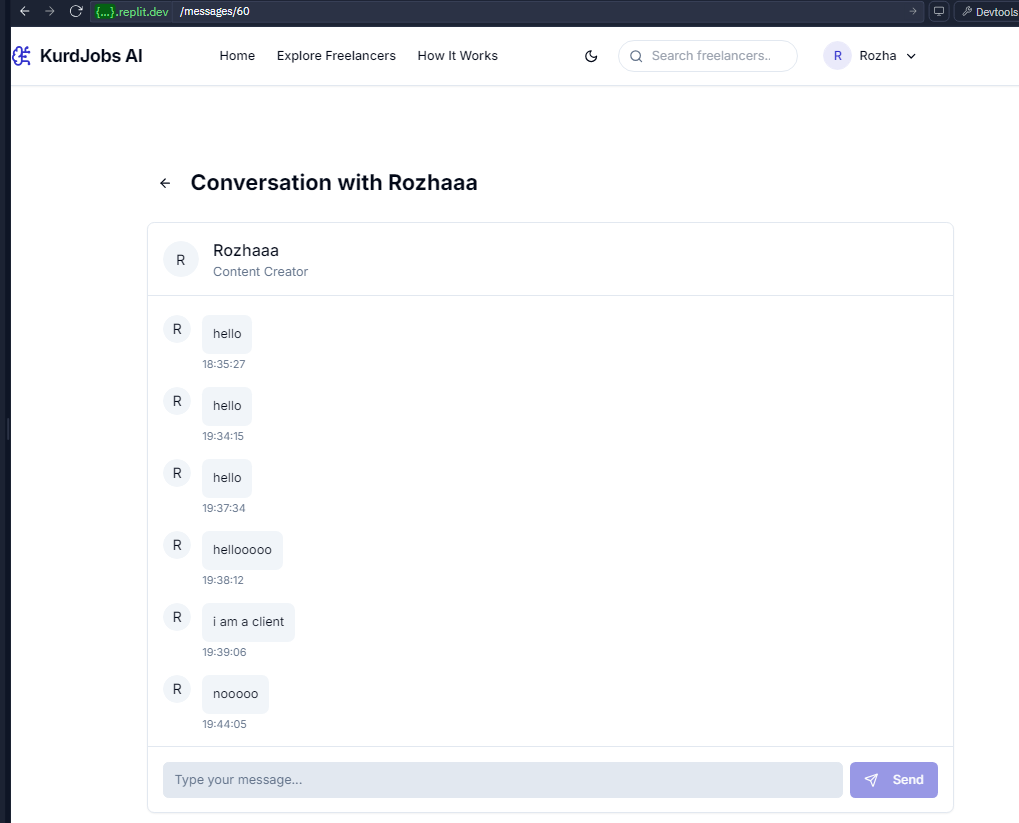 {...}.replit.dev /messages/60 Devtools
KurdJobs AI Home Explore Freelancers How It Works Search freelancers.. R Rozha
Conversation with Rozhaaa
R Rozhaaa
Content Creator
R hello
18:35:27
R hello
19:34:15
R hello
19:37:34
R hellooooo
19:38:12
R i am a client
19:39:06
R nooooo
19:44:05
Type your message... Send